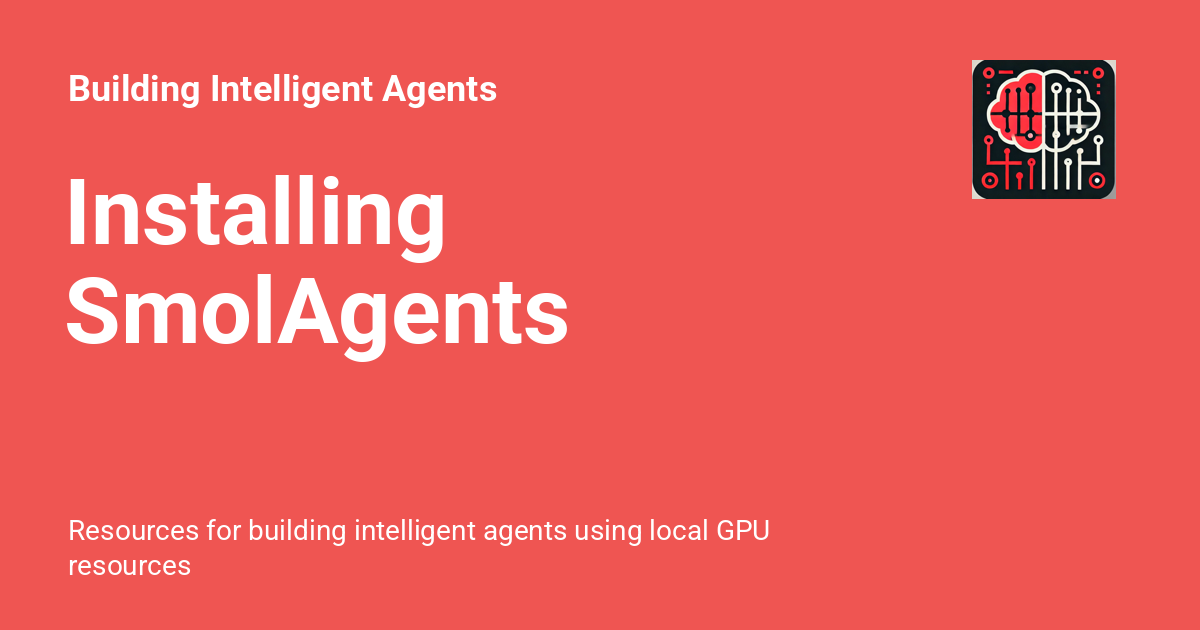 Building Intelligent Agents
Installing
SmolAgents
Resources for building intelligent agents using local GPU
resources